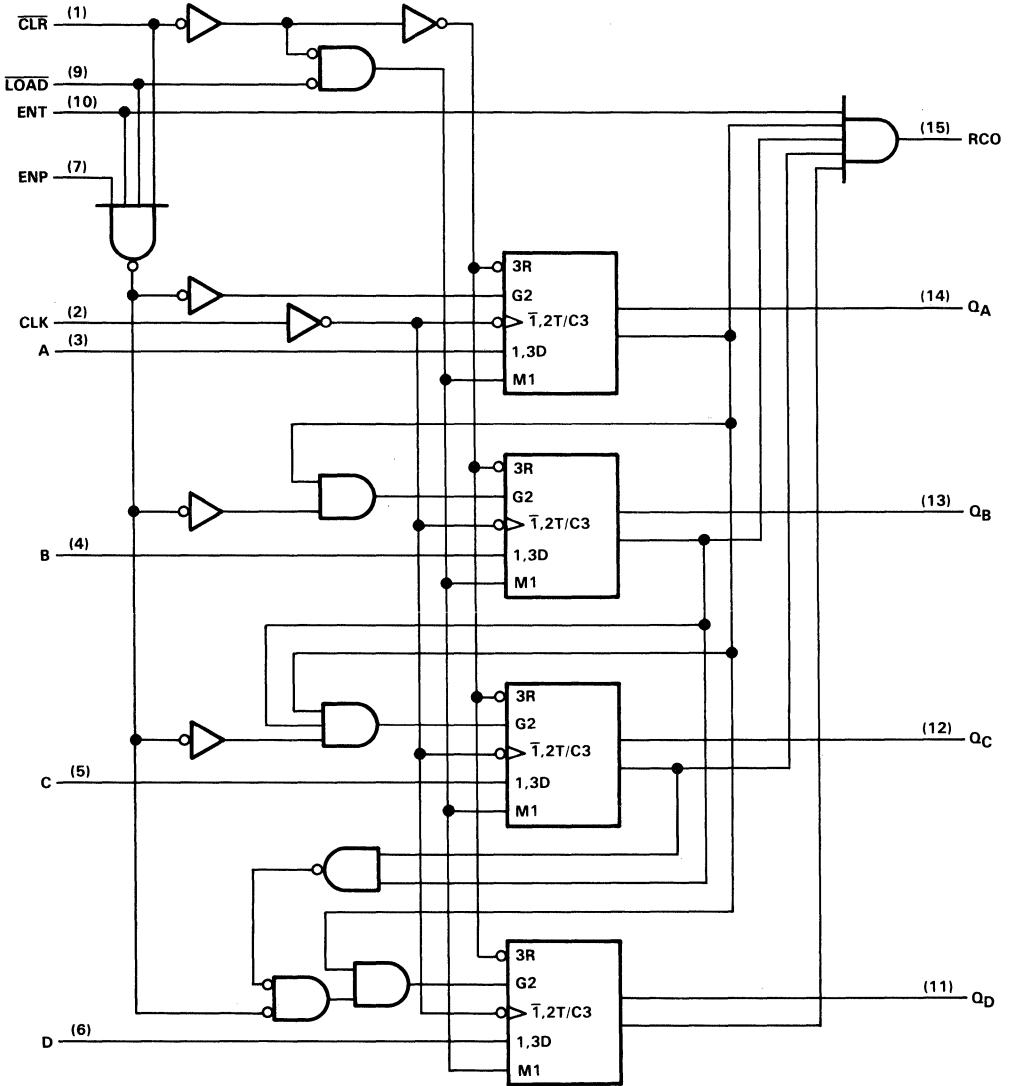 C̅L̅R̅ (1)
L̅O̅A̅D̅ (9)
ENT (10)
(15) RCO
ENP (7)
3R
G2
CLK (2)
1̅,2T/C3
(14) QA
A (3)
1,3D
M1
3R
G2
(13) QB
1̅,2T/C3
B (4)
1,3D
M1
3R
G2
(12) QC
1̅,2T/C3
C (5)
1,3D
M1
3R
G2
(11) QD
1̅,2T/C3
D (6)
1,3D
M1